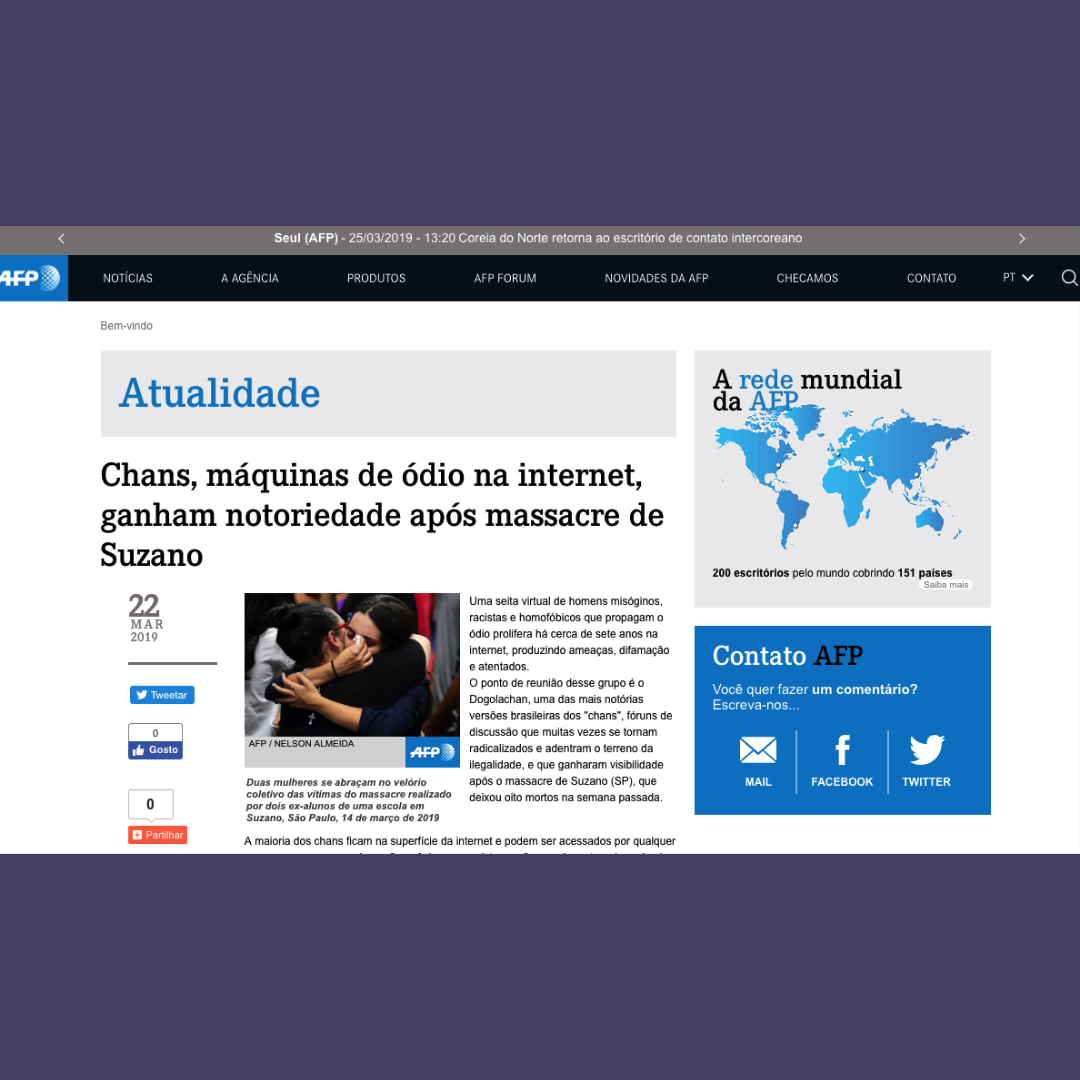 Seul (AFP) - 25/03/2019 - 13:20 Coreia do Norte retorna ao escritório de contato intercoreano
AFP
NOTÍCIAS
A AGÊNCIA
PRODUTOS
AFP FORUM
NOVIDADES DA AFP
CHECAMOS
CONTATO
PT
Bem-vindo
Atualidade
Chans, máquinas de ódio na internet,
ganham notoriedade após massacre de
Suzano
22
MAR
2019
Tweetar
0
Gosto
0
Partilhar
AFP / NELSON ALMEIDA
AFP
Duas mulheres se abraçam no velório
coletivo das vítimas do massacre realizado
por dois ex-alunos de uma escola em
Suzano, São Paulo, 14 de março de 2019
Uma seita virtual de homens misóginos,
racistas e homofóbicos que propagam o
ódio prolifera há cerca de sete anos na
internet, produzindo ameaças, difamação
e atentados.
O ponto de reunião desse grupo é o
Dogolachan, uma das mais notórias
versões brasileiras dos "chans", fóruns de
discussão que muitas vezes se tornam
radicalizados e adentram o terreno da
ilegalidade, e que ganharam visibilidade
após o massacre de Suzano (SP), que
deixou oito mortos na semana passada.
A maioria dos chans ficam na superfície da internet e podem ser acessados por qualquer
A rede mundial
da AFP
200 escritórios pelo mundo cobrindo 151 países
Saiba mais
Contato AFP
Você quer fazer um comentário?
Escreva-nos...
MAIL
FACEBOOK
TWITTER